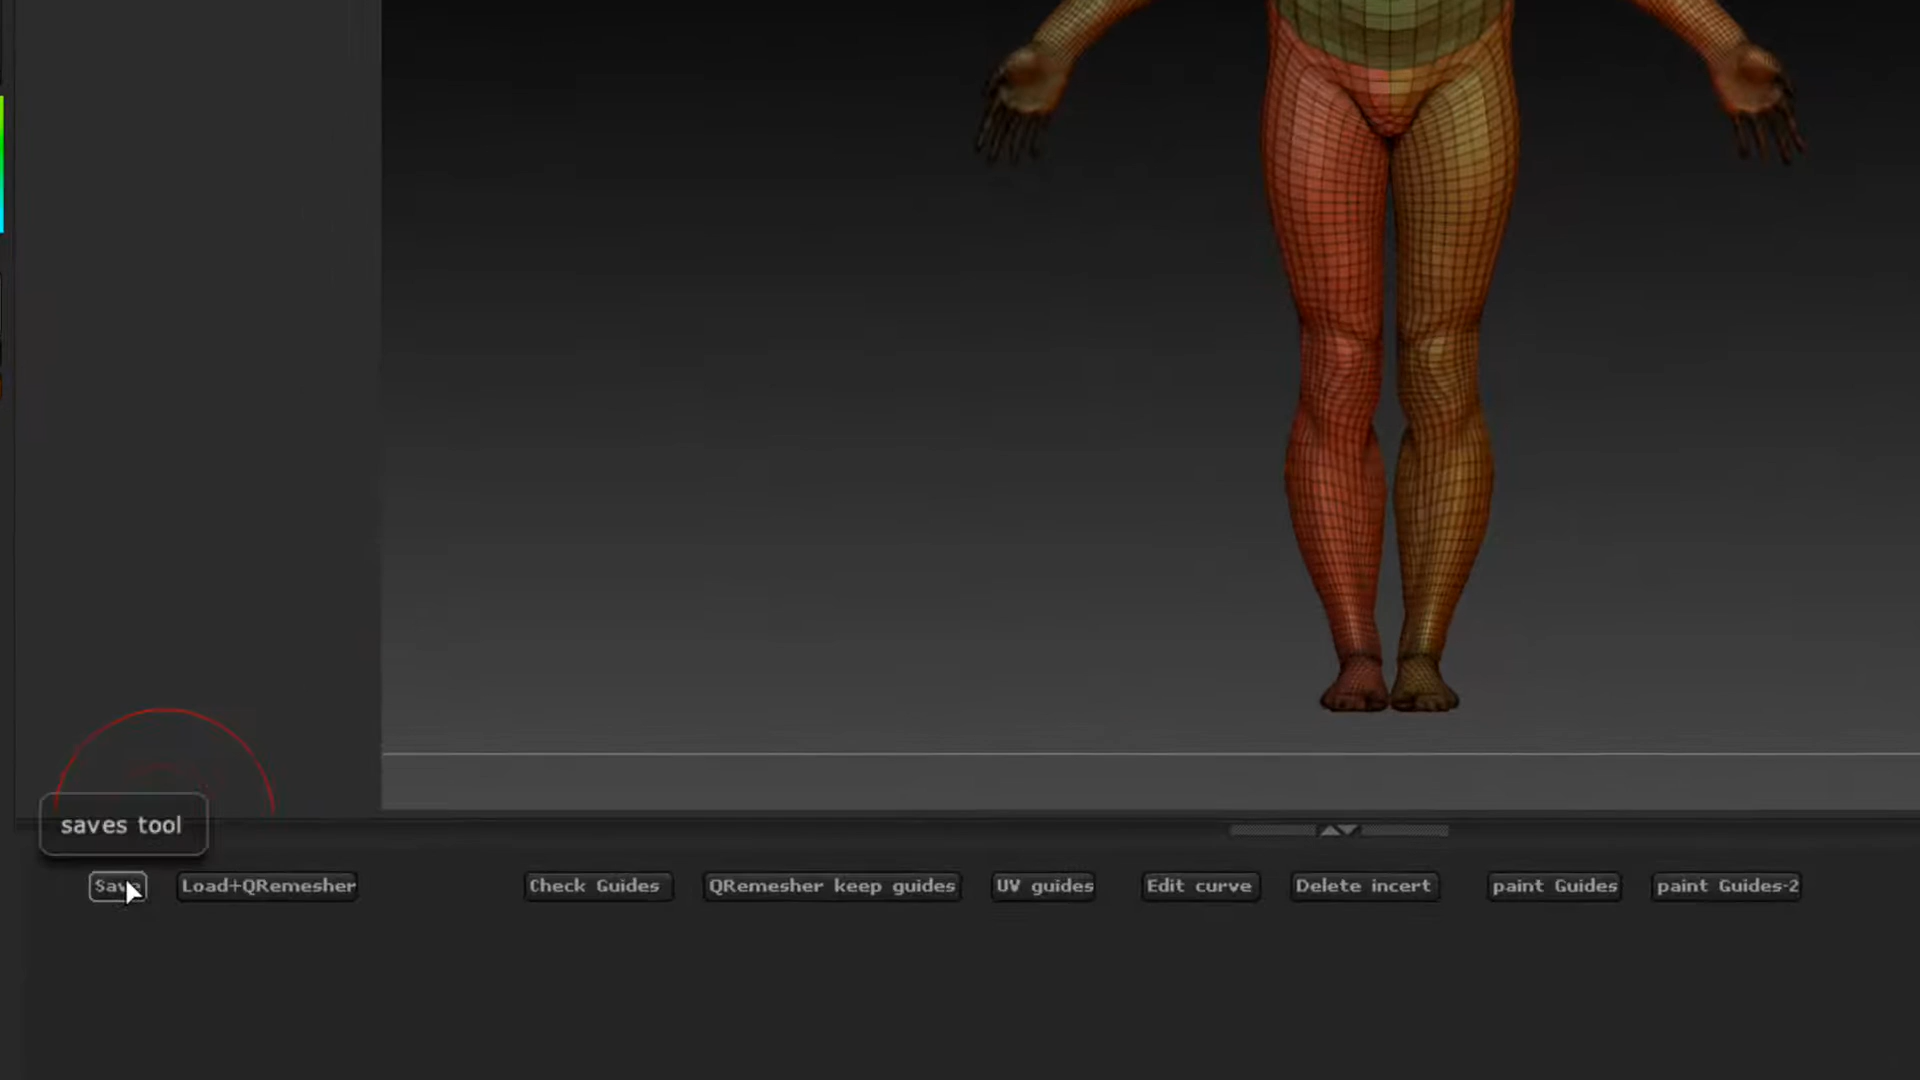 saves tool
Save
Load+QRemesher
Check Guides
QRemesher keep guides
UV guides
Edit curve
Delete incert
paint Guides
paint Guides-2